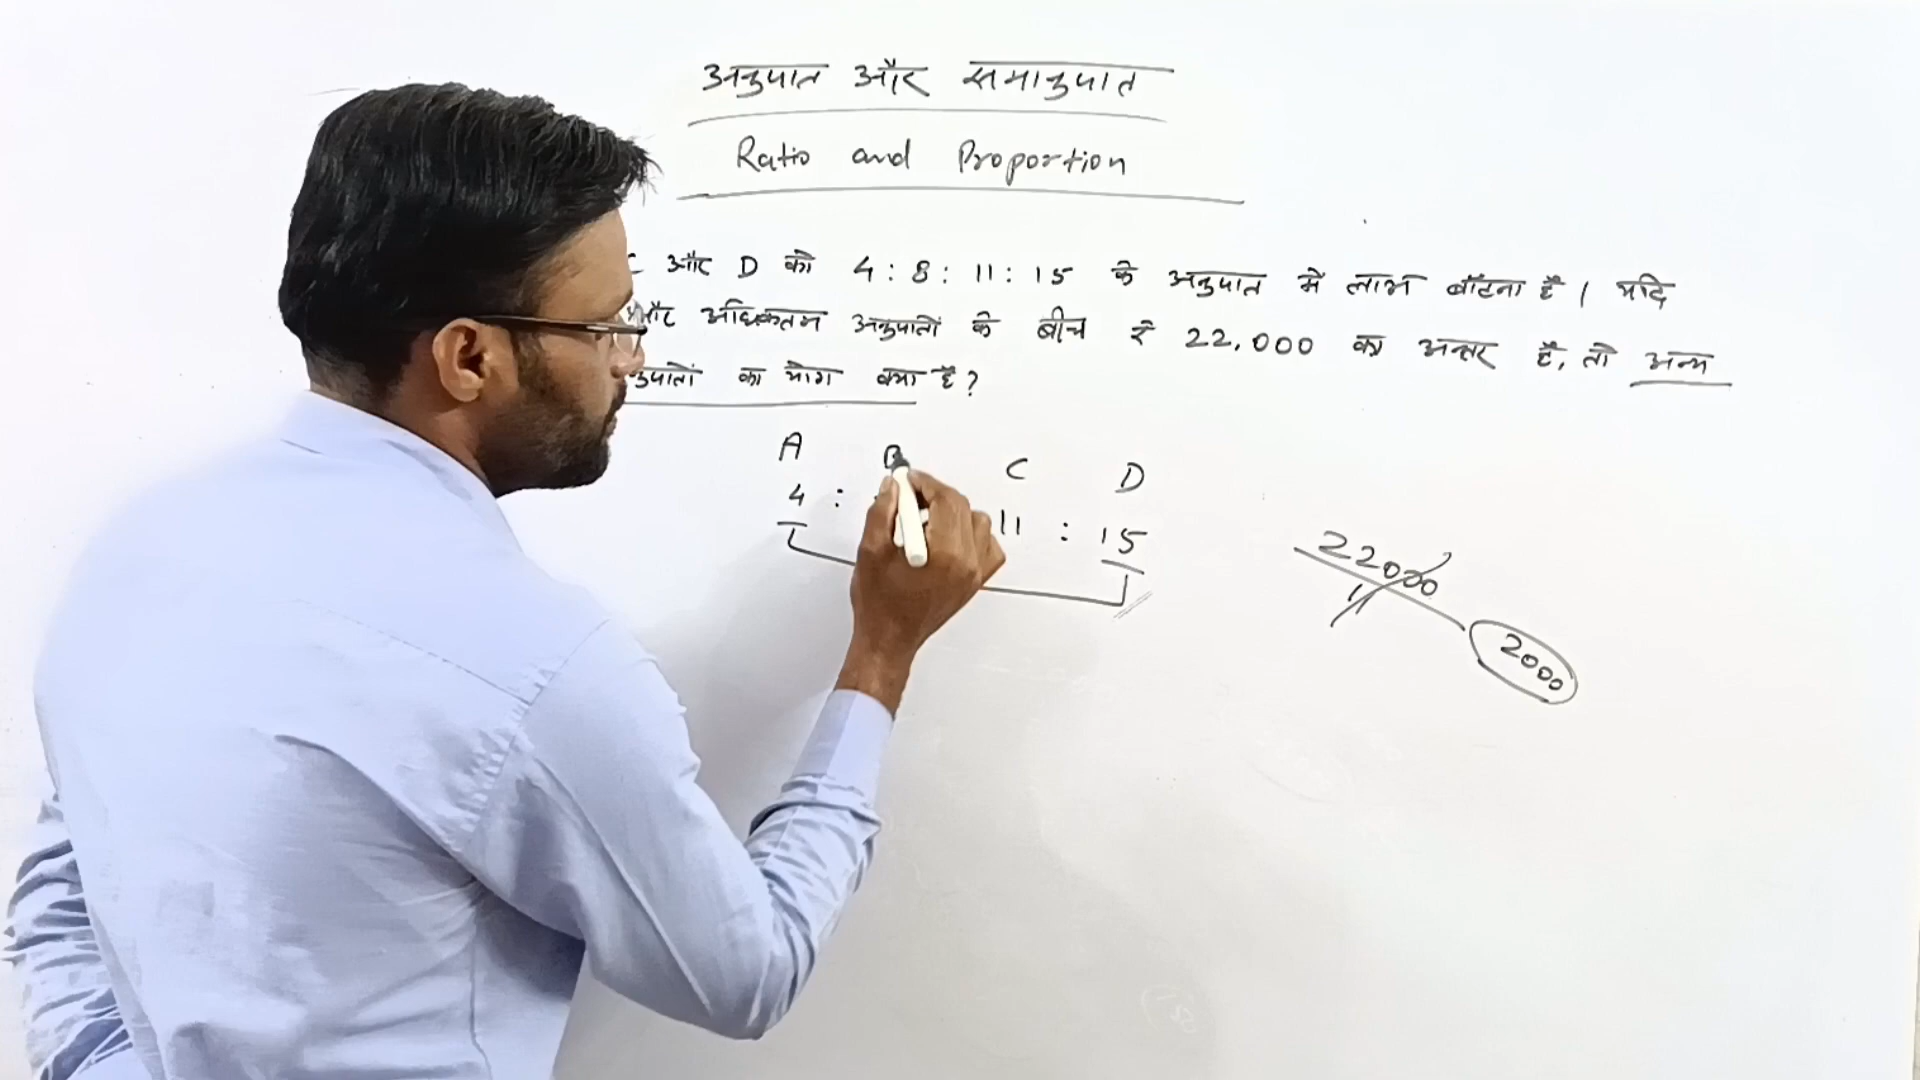 अनुपात और समानुपात
Ratio and Proportion
C और D को 4 : 8 : 11 : 15 के अनुपात में लाभ बाँटना है । यदि
और अधिकतम अनुपातों के बीच ₹ 22,000 का अन्तर है, तो अन्य
नुपातों का योग क्या है ?
A B C D
4 : 11 : 15
22000
11
2000